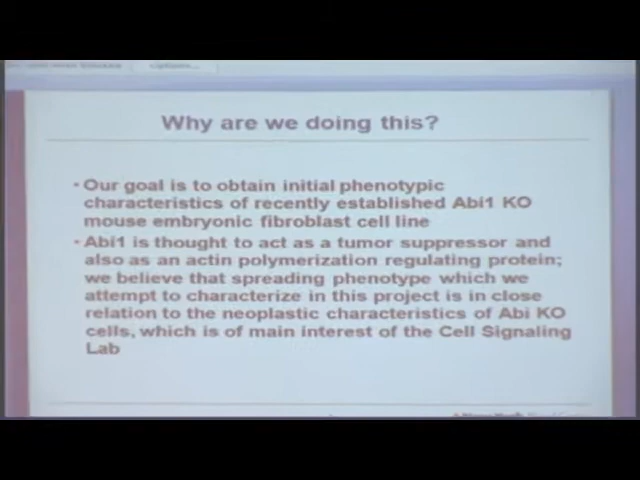 Why are we doing this?
• Our goal is to obtain initial phenotypic
characteristics of recently established Abi1 KO
mouse embryonic fibroblast cell line
• Abi1 is thought to act as a tumor suppressor and
also as an actin polymerization regulating protein;
we believe that spreading phenotype which we
attempt to characterize in this project is in close
relation to the neoplastic characteristics of Abi KO
cells, which is of main interest of the Cell Signaling
Lab